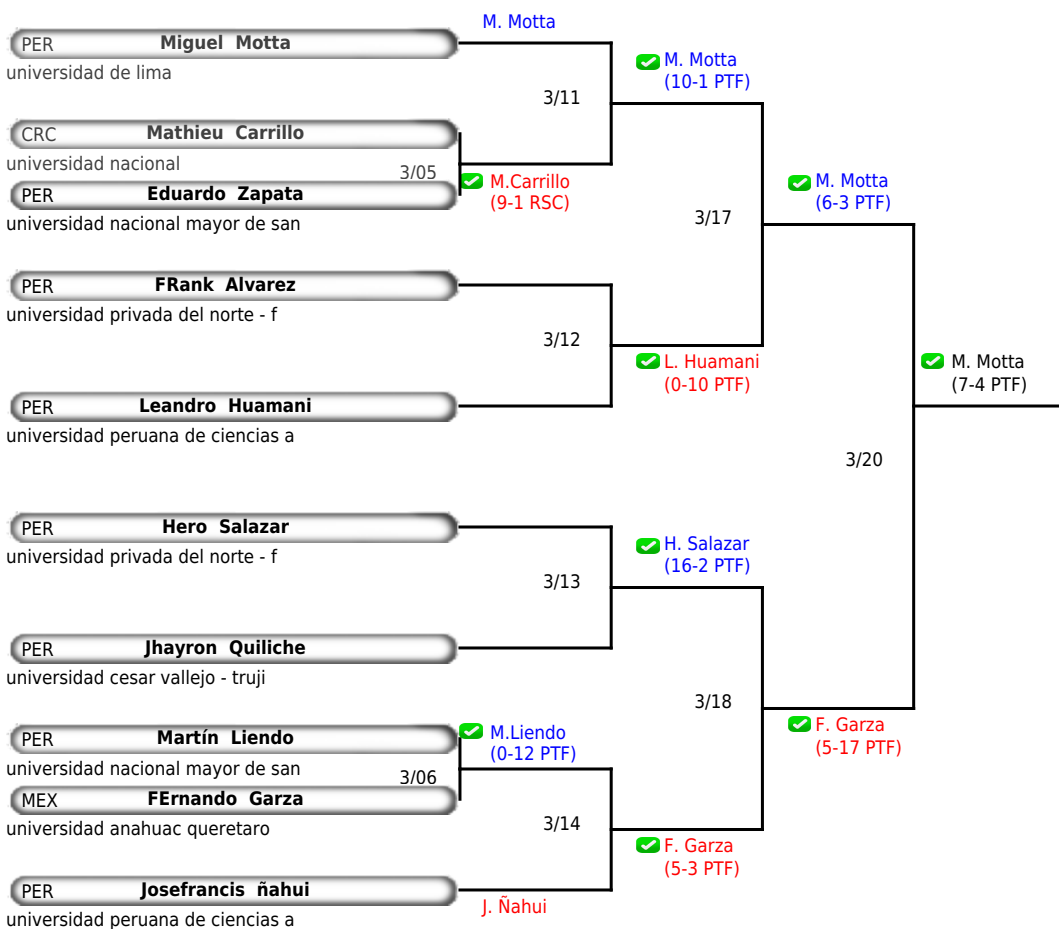 M. Motta
PER Miguel Motta
universidad de lima
M. Motta
(10-1 PTF)
3/11
CRC Mathieu Carrillo
universidad nacional
3/05
M.Carrillo
(9-1 RSC)
PER Eduardo Zapata
universidad nacional mayor de san
M. Motta
(6-3 PTF)
3/17
PER FRank Alvarez
universidad privada del norte - f
3/12
L. Huamani
(0-10 PTF)
M. Motta
(7-4 PTF)
PER Leandro Huamani
universidad peruana de ciencias a
3/20
PER Hero Salazar
universidad privada del norte - f
H. Salazar
(16-2 PTF)
3/13
PER Jhayron Quiliche
universidad cesar vallejo - truji
3/18
F. Garza
(5-17 PTF)
PER Martín Liendo
universidad nacional mayor de san
M.Liendo
(0-12 PTF)
3/06
MEX FErnando Garza
universidad anahuac queretaro
3/14
F. Garza
(5-3 PTF)
PER Josefrancis ñahui
universidad peruana de ciencias a
J. Ñahui